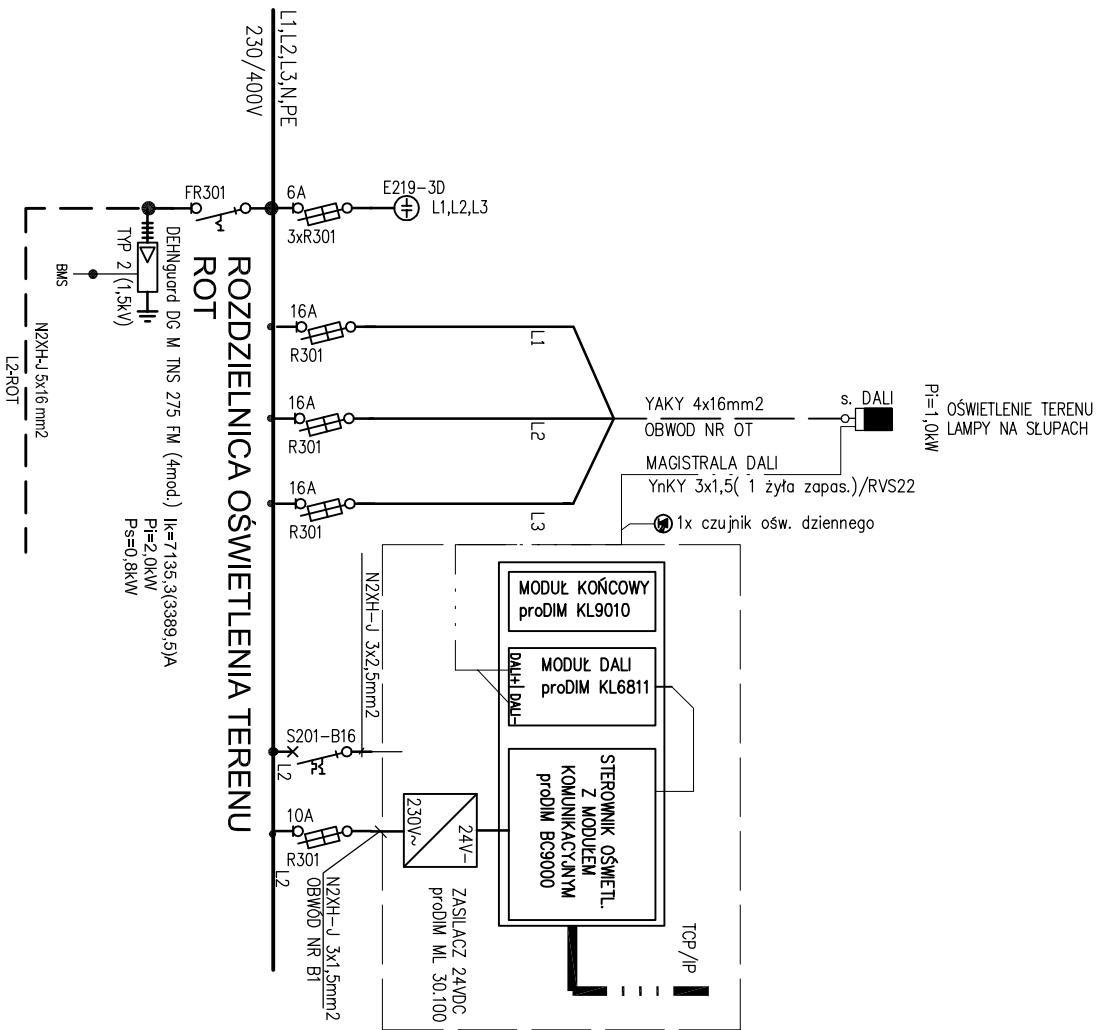 L1,L2,L3,N,PE
230/400V
FR301
6A
3xR301
E219-3D
L1,L2,L3
DEHNguard DG M TNS 275 FM (4mod.)
TYP 2 (1,5kV)
BMS
N2XH-J 5x16 mm2
L2-ROT
Ik=7135,3(3389,5)A
Pi=2,0kW
Ps=0,8kW
ROZDZIELNICA OŚWIETLENIA TERENU
ROT
16A
R301
L1
16A
R301
L2
16A
R301
L3
YAKY 4x16mm2
OBWOD NR OT
s. DALI
Pi=1,0kW
OŚWIETLENIE TERENU
LAMPY NA SŁUPACH
MAGISTRALA DALI
YnKY 3x1,5( 1 żyła zapas.)/RVS22
1x czujnik ośw. dziennego
N2XH-J 3x2,5mm2
S201-B16
L2
10A
R301
L2
N2XH-J 3x1,5mm2
OBWÓD NR B1
230V~
24V-
ZASILACZ 24VDC
proDIM ML 30.100
MODUŁ KOŃCOWY
proDIM KL9010
MODUŁ DALI
proDIM KL6811
DALI+
DALI-
STEROWNIK OŚWIETL.
Z MODUŁEM
KOMUNIKACYJNYM
proDIM BC9000
TCP/IP